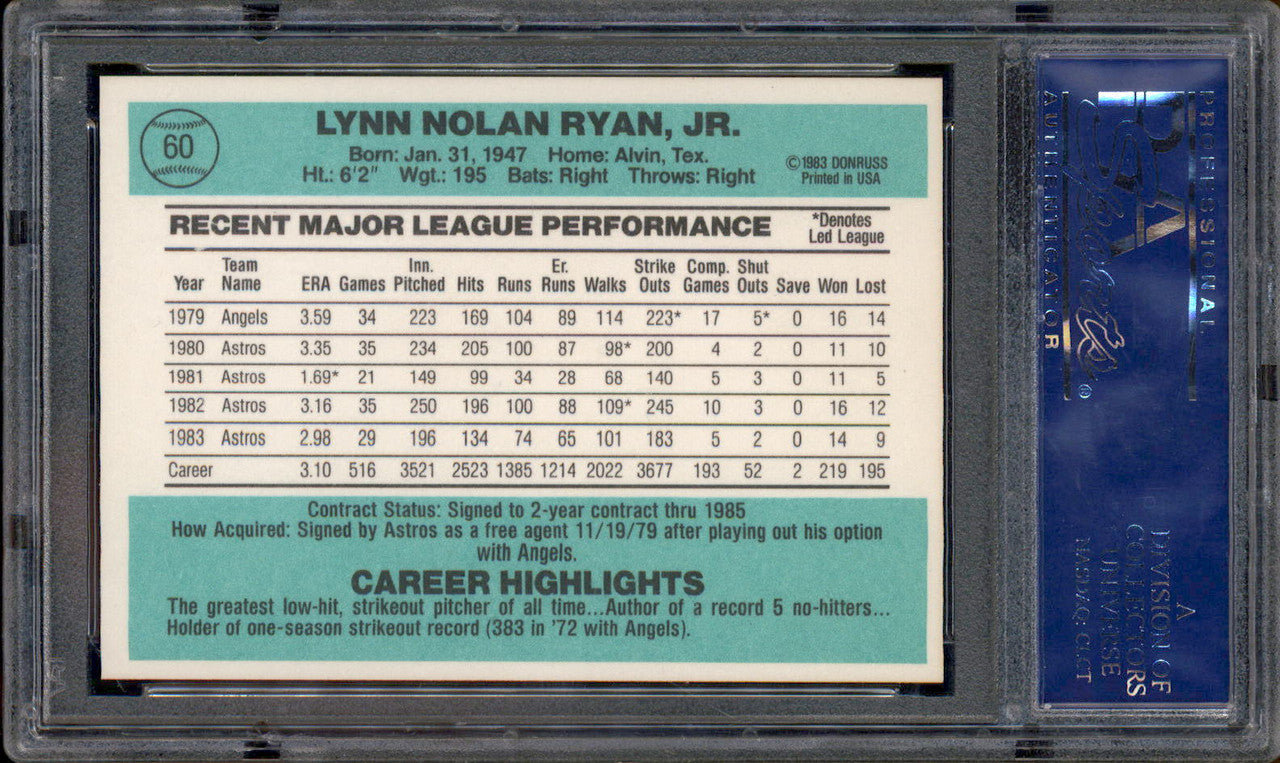 60
LYNN NOLAN RYAN, JR.
Born: Jan. 31, 1947 Home: Alvin, Tex.
Ht.: 6'2" Wgt.: 195 Bats: Right Throws: Right
©1983 DONRUSS
Printed in USA
RECENT MAJOR LEAGUE PERFORMANCE
*Denotes
Led League
Year Team Name ERA Games Inn. Pitched Hits Runs Er. Runs Walks Strike Outs Comp. Games Shut Outs Save Won Lost
1979 Angels 3.59 34 223 169 104 89 114 223* 17 5* 0 16 14
1980 Astros 3.35 35 234 205 100 87 98* 200 4 2 0 11 10
1981 Astros 1.69* 21 149 99 34 28 68 140 5 3 0 11 5
1982 Astros 3.16 35 250 196 100 88 109* 245 10 3 0 16 12
1983 Astros 2.98 29 196 134 74 65 101 183 5 2 0 14 9
Career 3.10 516 3521 2523 1385 1214 2022 3677 193 52 2 219 195
Contract Status: Signed to 2-year contract thru 1985
How Acquired: Signed by Astros as a free agent 11/19/79 after playing out his option
with Angels.
CAREER HIGHLIGHTS
The greatest low-hit, strikeout pitcher of all time...Author of a record 5 no-hitters...
Holder of one-season strikeout record (383 in '72 with Angels).
PROFESSIONAL
PSA
AUTHENTICATOR
A
DIVISION OF
COLLECTORS
UNIVERSE
NASDAQ: CLCT